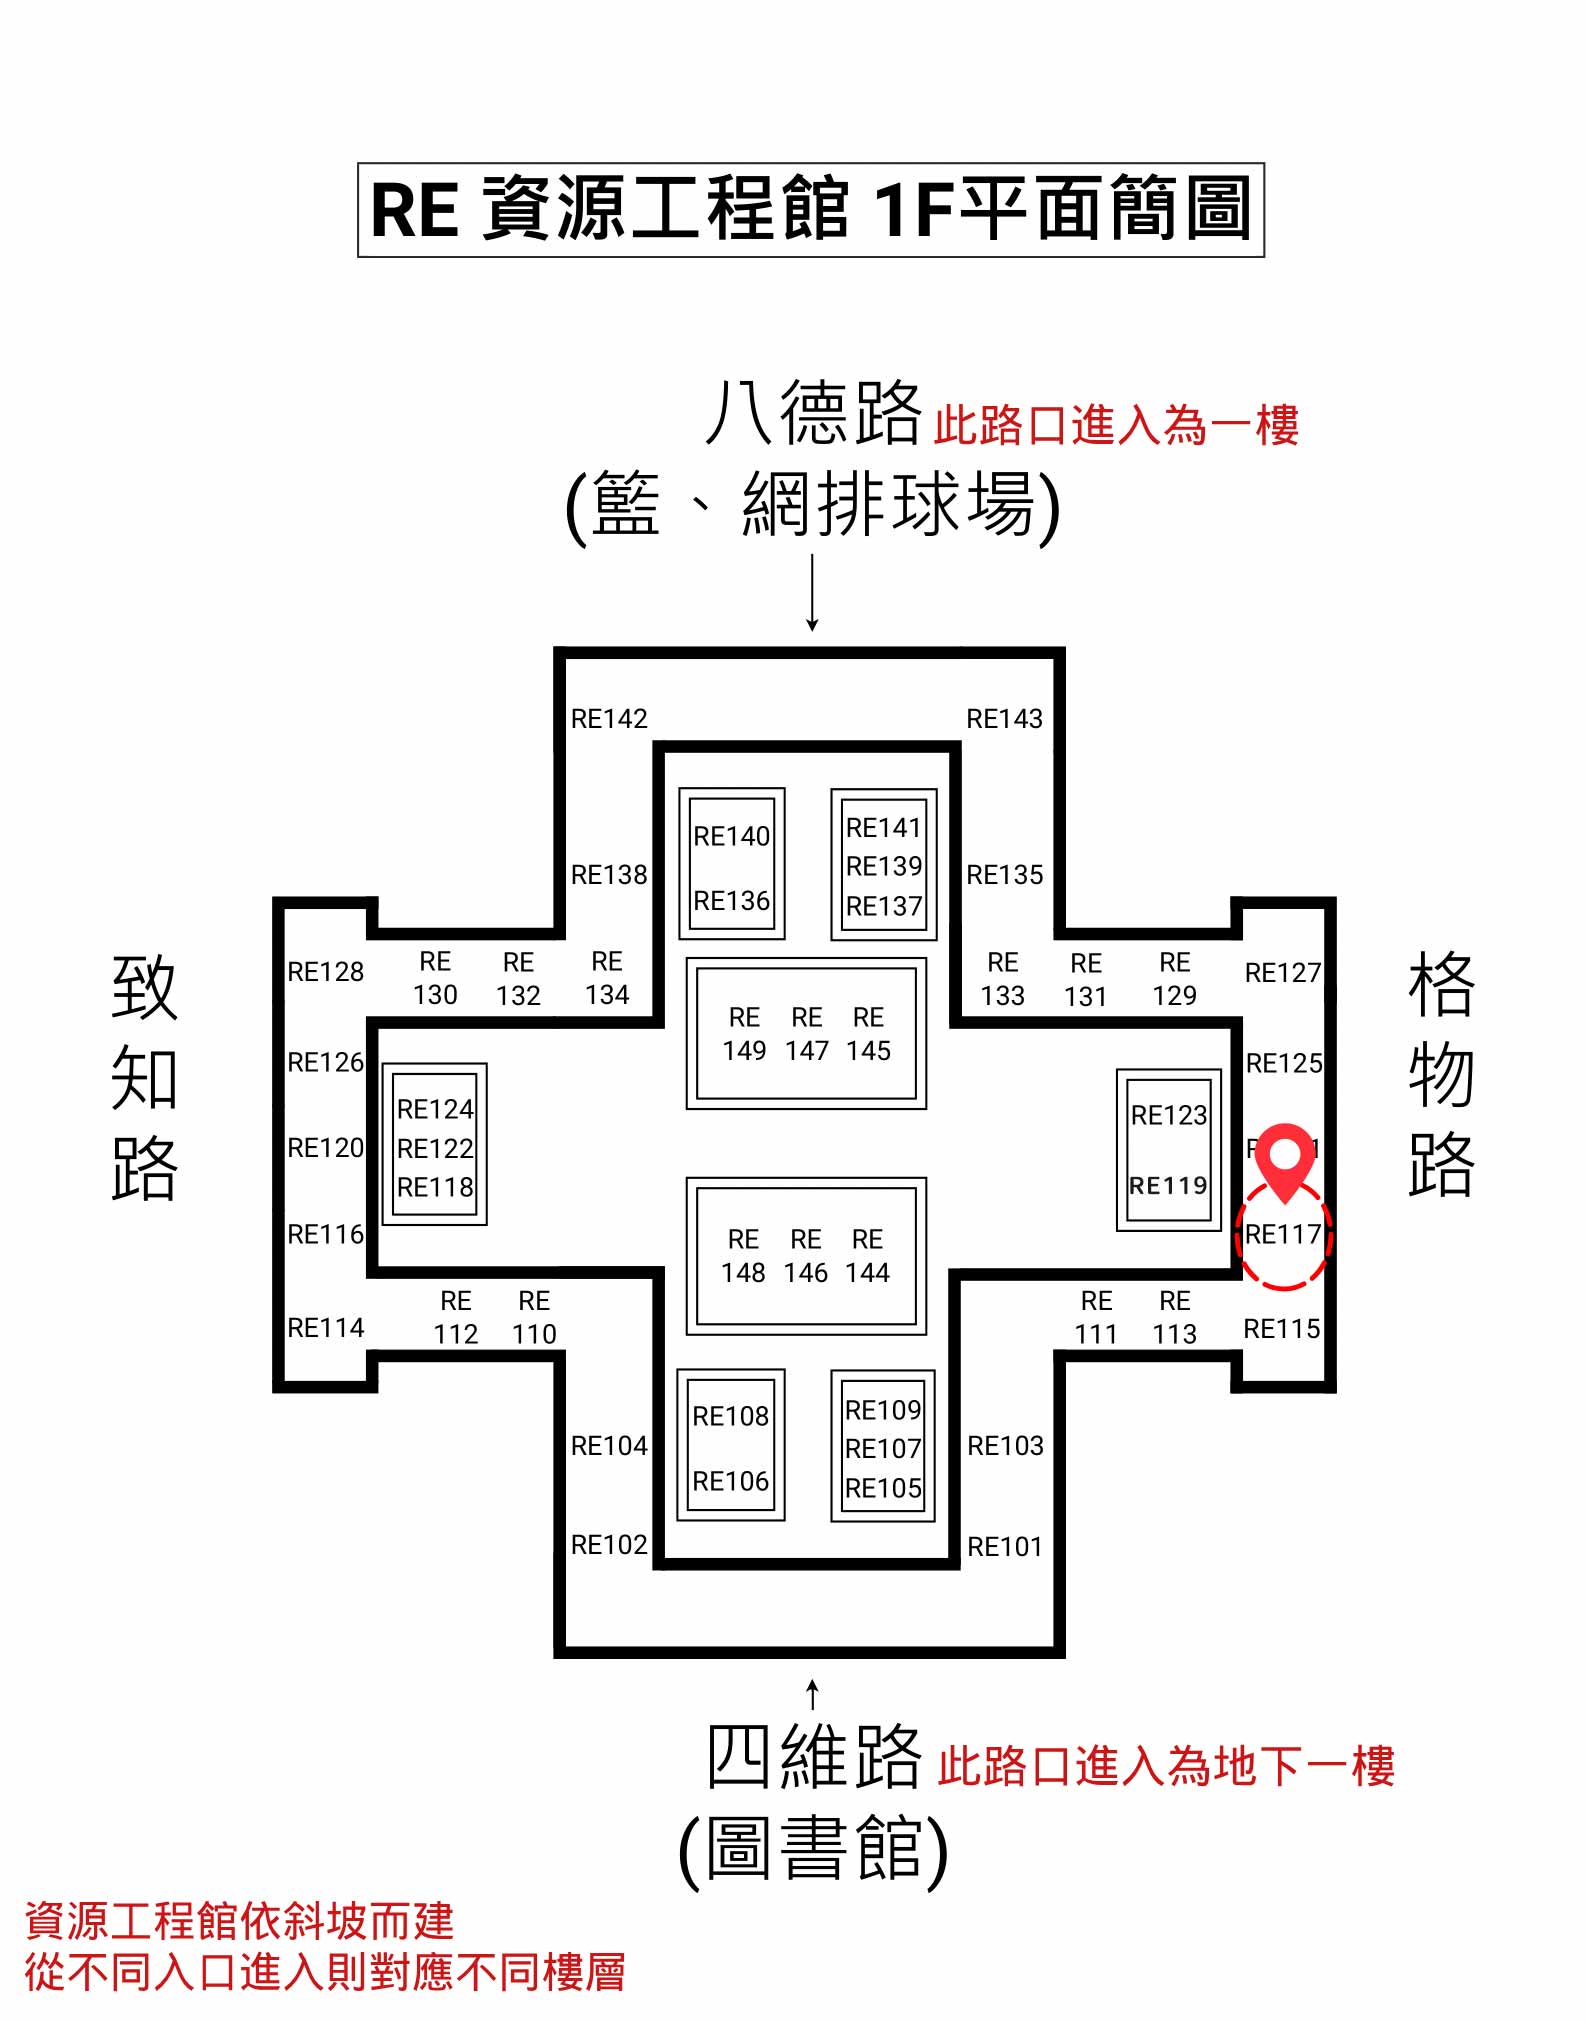 RE 資源工程館 1F平面簡圖
八德路 此路口進入為一樓
(籃、網排球場)
RE142
RE143
RE140
RE136
RE141
RE139
RE137
RE138
RE135
致知路
格物路
RE128
RE
130
RE
132
RE
134
RE
149
RE
147
RE
145
RE
133
RE
131
RE
129
RE127
RE126
RE125
RE124
RE122
RE118
RE123
RE119
RE120
RE116
RE117
RE
148
RE
146
RE
144
RE114
RE
112
RE
110
RE
111
RE
113
RE115
RE108
RE106
RE109
RE107
RE105
RE104
RE103
RE102
RE101
四維路 此路口進入為地下一樓
(圖書館)
資源工程館依斜坡而建
從不同入口進入則對應不同樓層